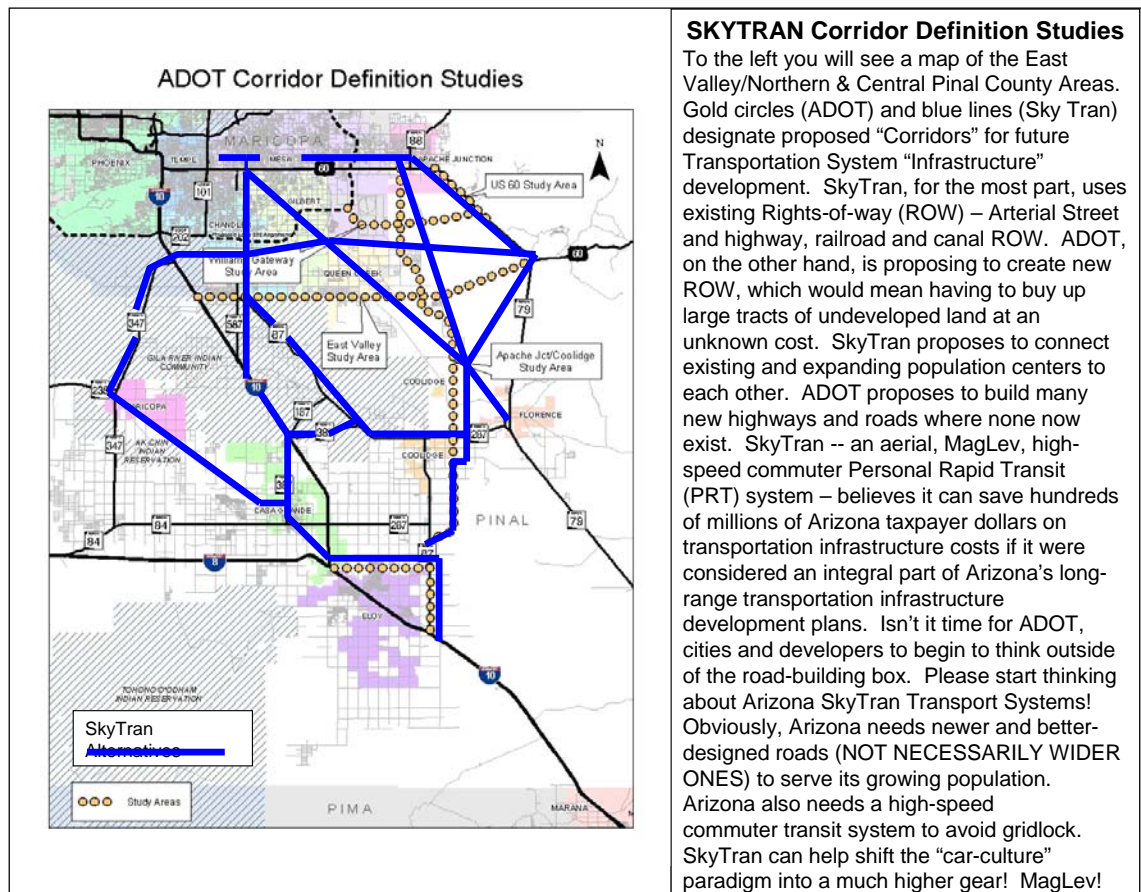 ADOT Corridor Definition Studies
MARICOPA
88
N
PHOENIX
TEMPE
MESA
APACHE JUNCTION
60
US 60 Study Area
10
101
GILBERT
CHANDLER
202
Williams Gateway
Study Area
QUEEN CREEK
60
79
347
587
87
East Valley
Study Area
Apache Jct/Coolidge
Study Area
GILA RIVER INDIAN
COMMUNITY
10
COOLIDGE
238
187
FLORENCE
287
347
AK CHIN
INDIAN
RESERVATION
COOLIDGE
CASA GRANDE
84
287
PINAL
79
84
87
8
ELOY
10
TOHONO O'ODHAM
INDIAN RESERVATION
SkyTran
Alternatives
Study Areas
PIMA
MARANA
SKYTRAN Corridor Definition Studies
To the left you will see a map of the East
Valley/Northern & Central Pinal County Areas.
Gold circles (ADOT) and blue lines (Sky Tran)
designate proposed “Corridors” for future
Transportation System “Infrastructure”
development.  SkyTran, for the most part, uses
existing Rights-of-way (ROW) – Arterial Street
and highway, railroad and canal ROW.  ADOT,
on the other hand, is proposing to create new
ROW, which would mean having to buy up
large tracts of undeveloped land at an
unknown cost.  SkyTran proposes to connect
existing and expanding population centers to
each other.  ADOT proposes to build many
new highways and roads where none now
exist.  SkyTran -- an aerial, MagLev, high-
speed commuter Personal Rapid Transit
(PRT) system – believes it can save hundreds
of millions of Arizona taxpayer dollars on
transportation infrastructure costs if it were
considered an integral part of Arizona’s long-
range transportation infrastructure
development plans.  Isn’t it time for ADOT,
cities and developers to begin to think outside
of the road-building box.  Please start thinking
about Arizona SkyTran Transport Systems!
Obviously, Arizona needs newer and better-
designed roads (NOT NECESSARILY WIDER
ONES) to serve its growing population.
Arizona also needs a high-speed
commuter transit system to avoid gridlock.
SkyTran can help shift the “car-culture”
paradigm into a much higher gear!  MagLev!